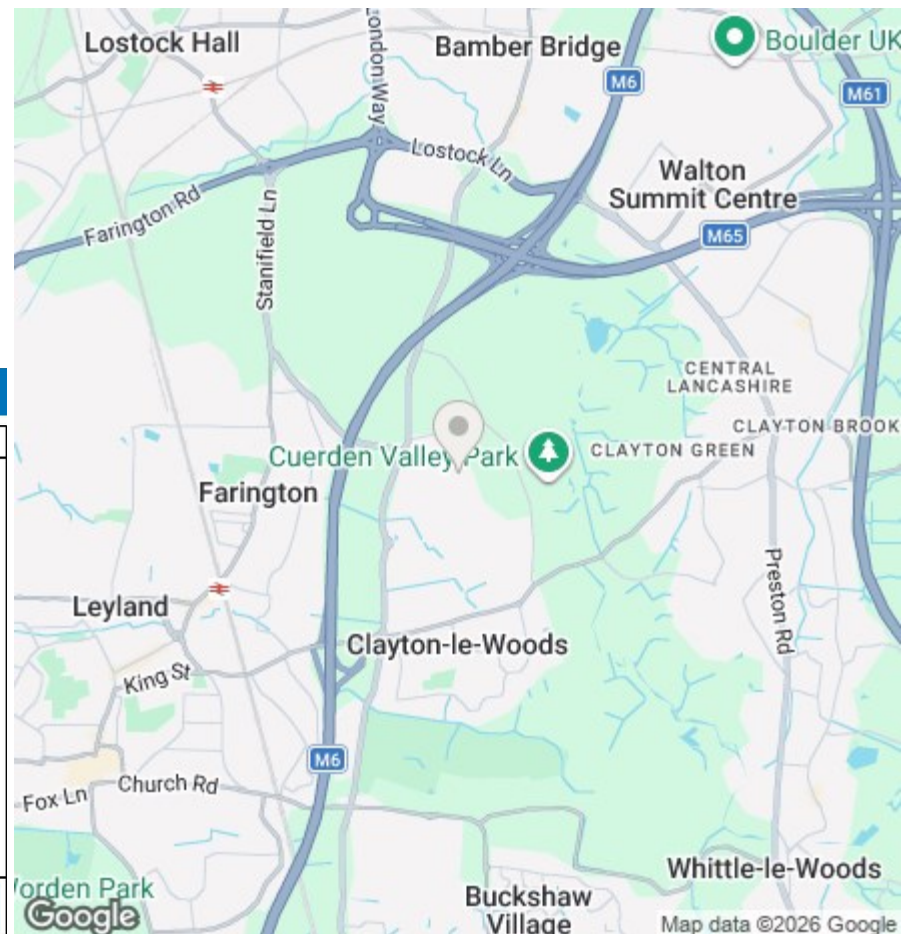 Lostock Hall
London Way
Bamber Bridge
Boulder UK
M6
M61
Lostock Ln
Walton
Summit Centre
Farington Rd
Stanifield Ln
M65
CENTRAL
LANCASHIRE
CLAYTON BROOK
Cuerden Valley Park
CLAYTON GREEN
Farington
Leyland
Preston Rd
Clayton-le-Woods
King St
M6
Church Rd
Fox Ln
Worden Park
Whittle-le-Woods
Buckshaw
Village
Google
Map data ©2026 Google